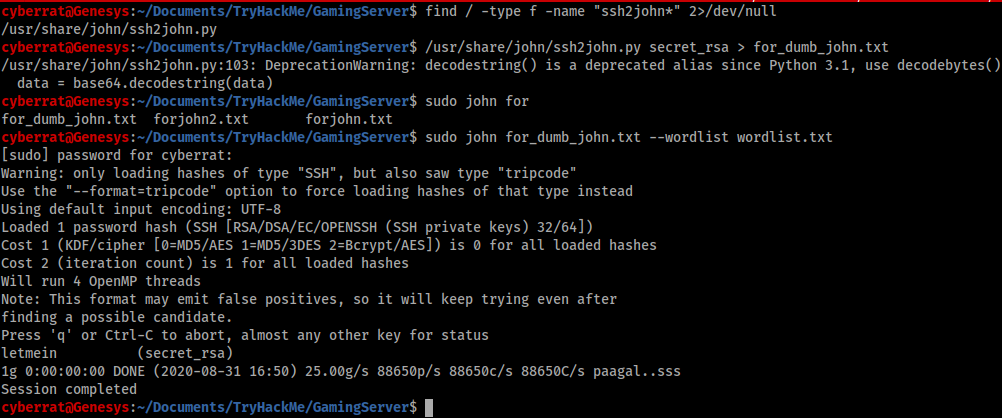 cyberrat@Genesys:~/Documents/TryHackMe/GamingServer$ find / -type f -name "ssh2john*" 2>/dev/null
/usr/share/john/ssh2john.py
cyberrat@Genesys:~/Documents/TryHackMe/GamingServer$ /usr/share/john/ssh2john.py secret_rsa > for_dumb_john.txt
/usr/share/john/ssh2john.py:103: DeprecationWarning: decodestring() is a deprecated alias since Python 3.1, use decodebytes()
  data = base64.decodestring(data)
cyberrat@Genesys:~/Documents/TryHackMe/GamingServer$ sudo john for
for_dumb_john.txt  forjohn2.txt       forjohn.txt
cyberrat@Genesys:~/Documents/TryHackMe/GamingServer$ sudo john for_dumb_john.txt --wordlist wordlist.txt
[sudo] password for cyberrat:
Warning: only loading hashes of type "SSH", but also saw type "tripcode"
Use the "--format=tripcode" option to force loading hashes of that type instead
Using default input encoding: UTF-8
Loaded 1 password hash (SSH [RSA/DSA/EC/OPENSSH (SSH private keys) 32/64])
Cost 1 (KDF/cipher [0=MD5/AES 1=MD5/3DES 2=Bcrypt/AES]) is 0 for all loaded hashes
Cost 2 (iteration count) is 1 for all loaded hashes
Will run 4 OpenMP threads
Note: This format may emit false positives, so it will keep trying even after
finding a possible candidate.
Press 'q' or Ctrl-C to abort, almost any other key for status
letmein          (secret_rsa)
1g 0:00:00:00 DONE (2020-08-31 16:50) 25.00g/s 88650p/s 88650c/s 88650C/s paagal..sss
Session completed
cyberrat@Genesys:~/Documents/TryHackMe/GamingServer$